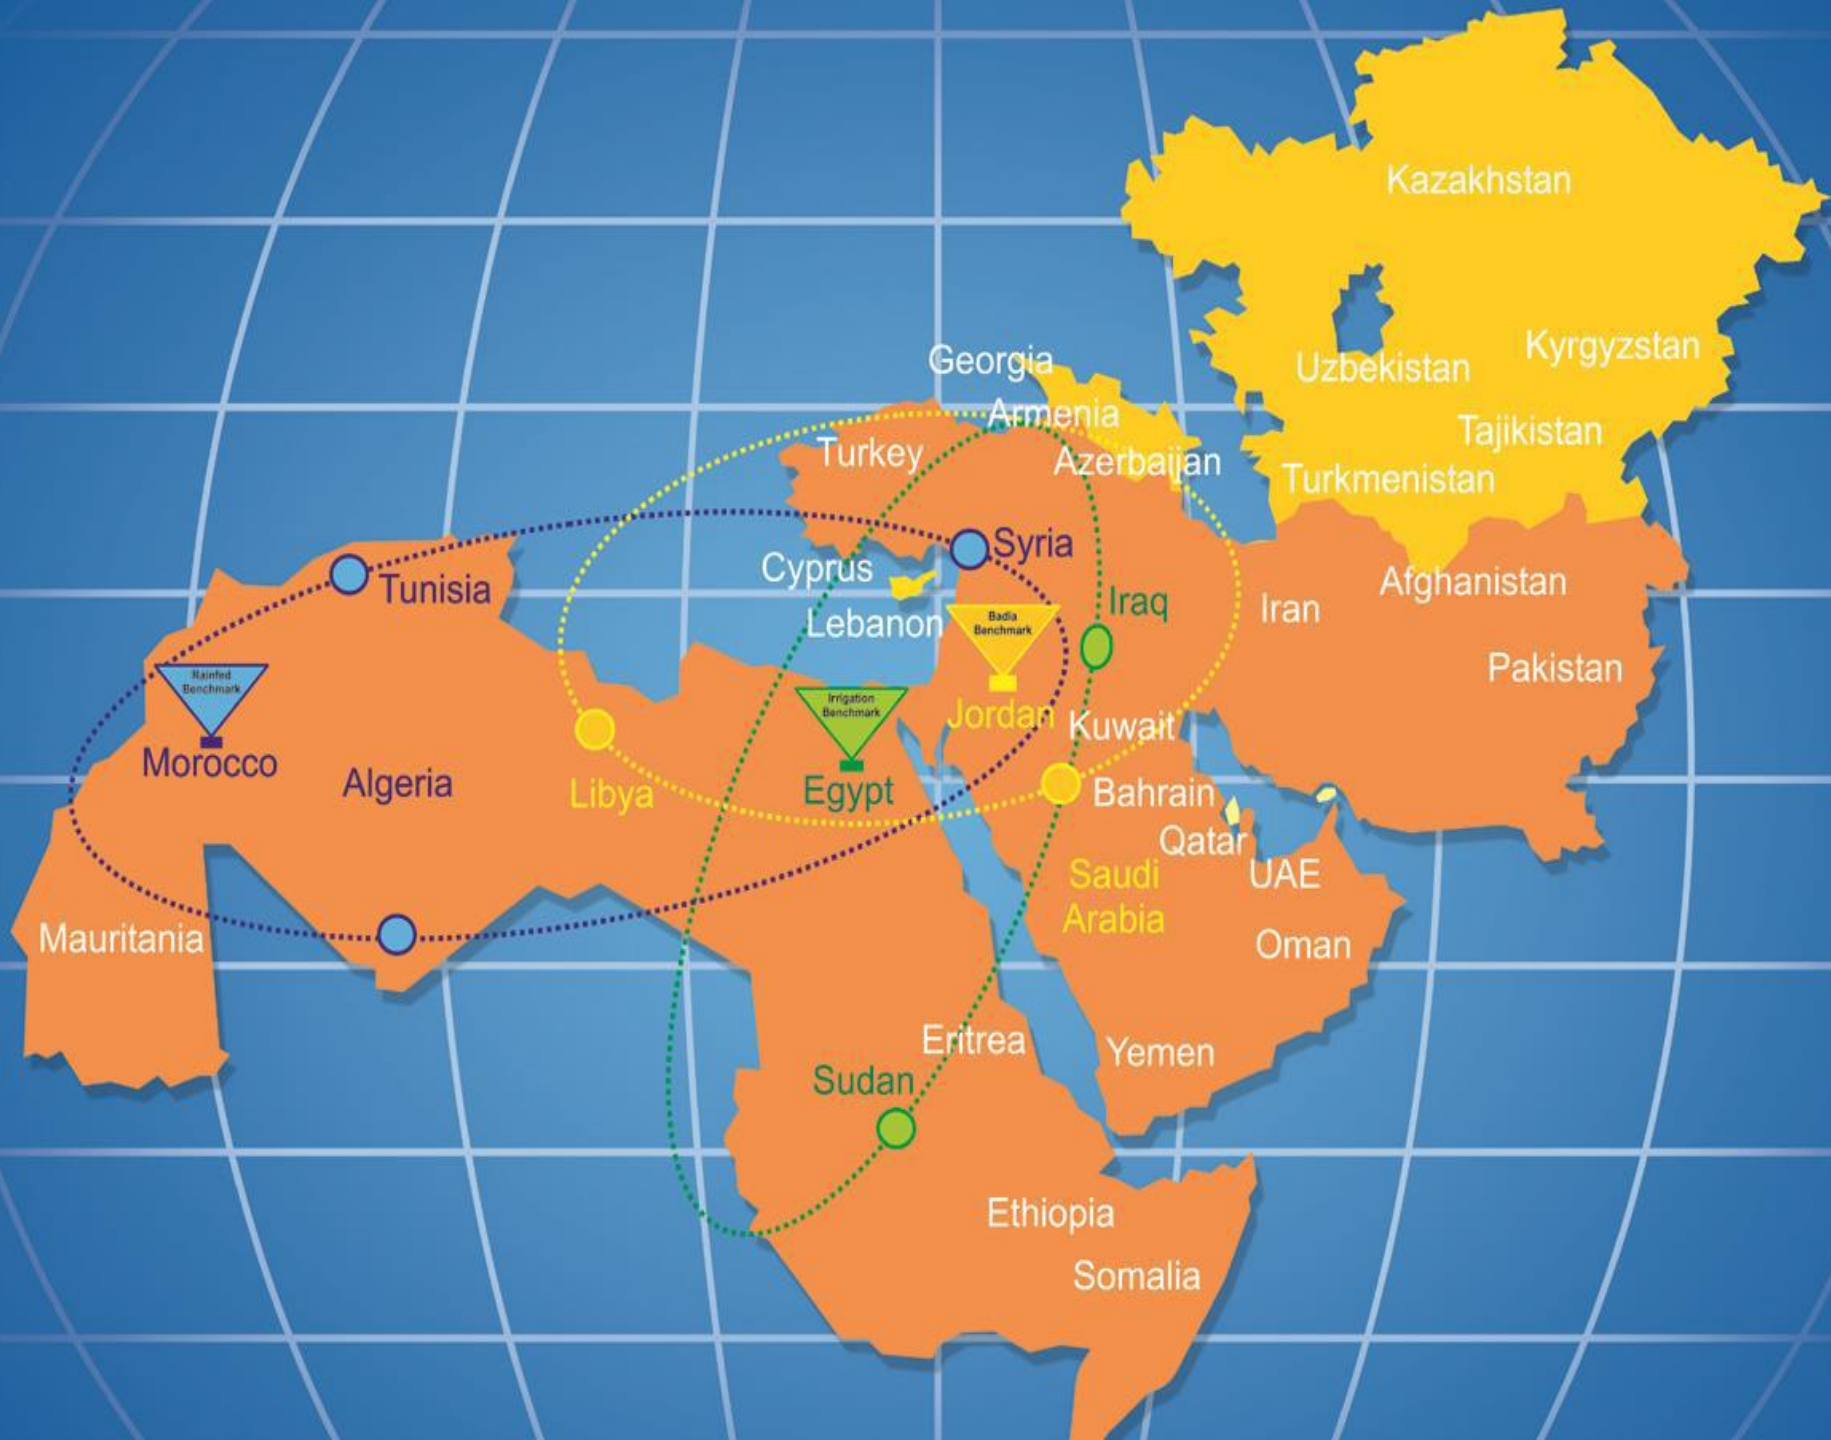 Kazakhstan
Kyrgyzstan
Georgia
Uzbekistan
Armenia
Tajikistan
Turkey
Azerbaijan
Turkmenistan
Syria
Cyprus
Afghanistan
Tunisia
Iraq
Iran
Lebanon
Badia
Benchmark
Pakistan
Rainfed
Benchmark
Irrigation
Benchmark
Jordan
Kuwait
Morocco
Algeria
Libya
Egypt
Bahrain
Qatar
Saudi
Arabia
UAE
Mauritania
Oman
Eritrea
Yemen
Sudan
Ethiopia
Somalia